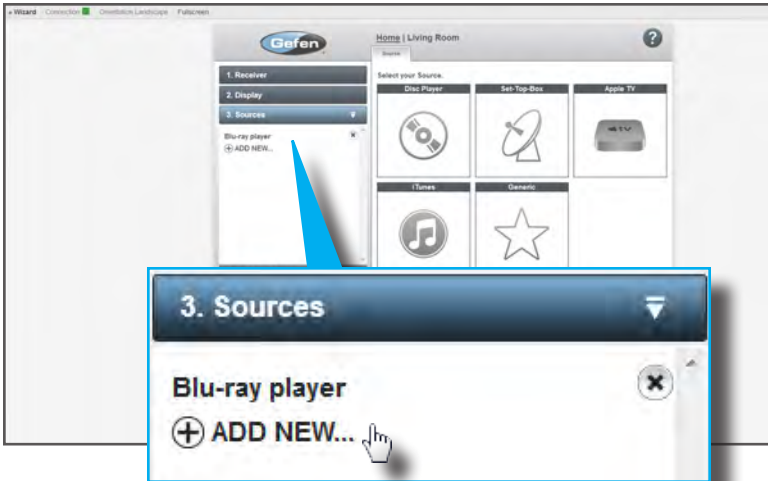 « Wizard Connection Orientation Landscape Fullscreen
Gefen
Home | Living Room
?
Source
1. Receiver
2. Display
3. Sources
Blu-ray player
ADD NEW...
Select your Source.
Disc Player
Set-Top-Box
Apple TV
tv
iTunes
Generic
3. Sources
Blu-ray player
ADD NEW...